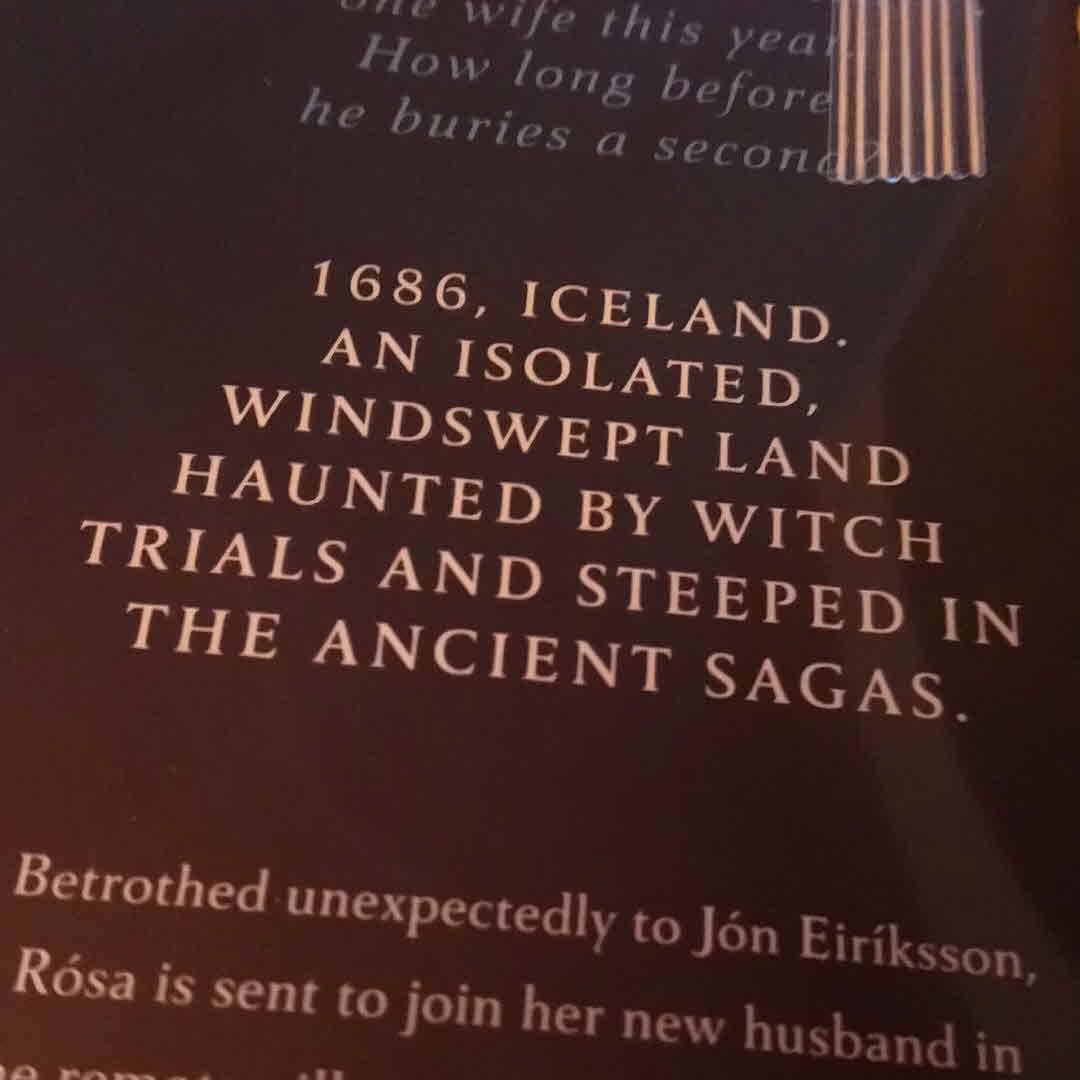 one wife this year.
How long before
he buries a second?
1686, ICELAND.
AN ISOLATED,
WINDSWEPT LAND
HAUNTED BY WITCH
TRIALS AND STEEPED IN
THE ANCIENT SAGAS.
Betrothed unexpectedly to Jón Eiríksson,
Rósa is sent to join her new husband in